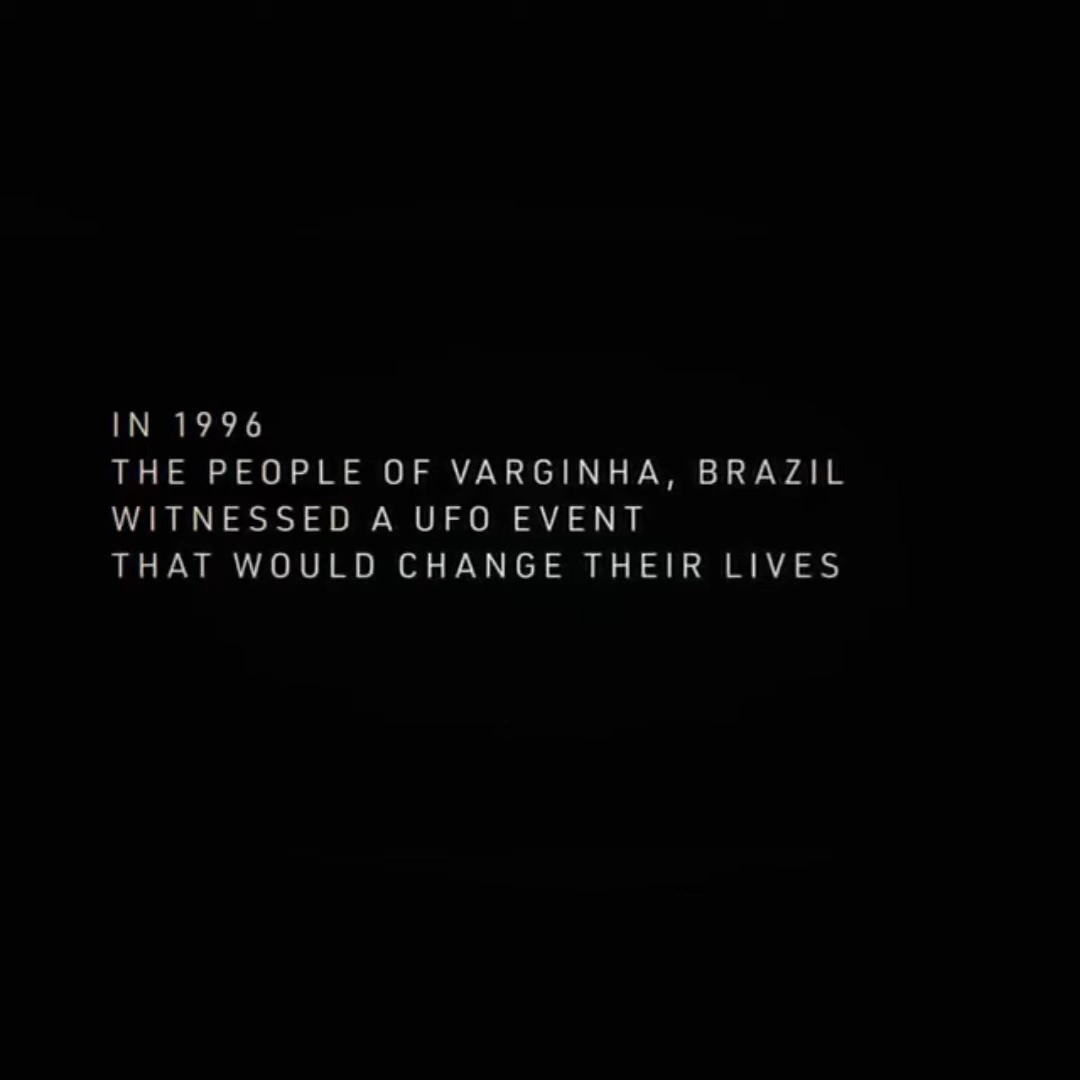 IN 1996
THE PEOPLE OF VARGINHA, BRAZIL
WITNESSED A UFO EVENT
THAT WOULD CHANGE THEIR LIVES